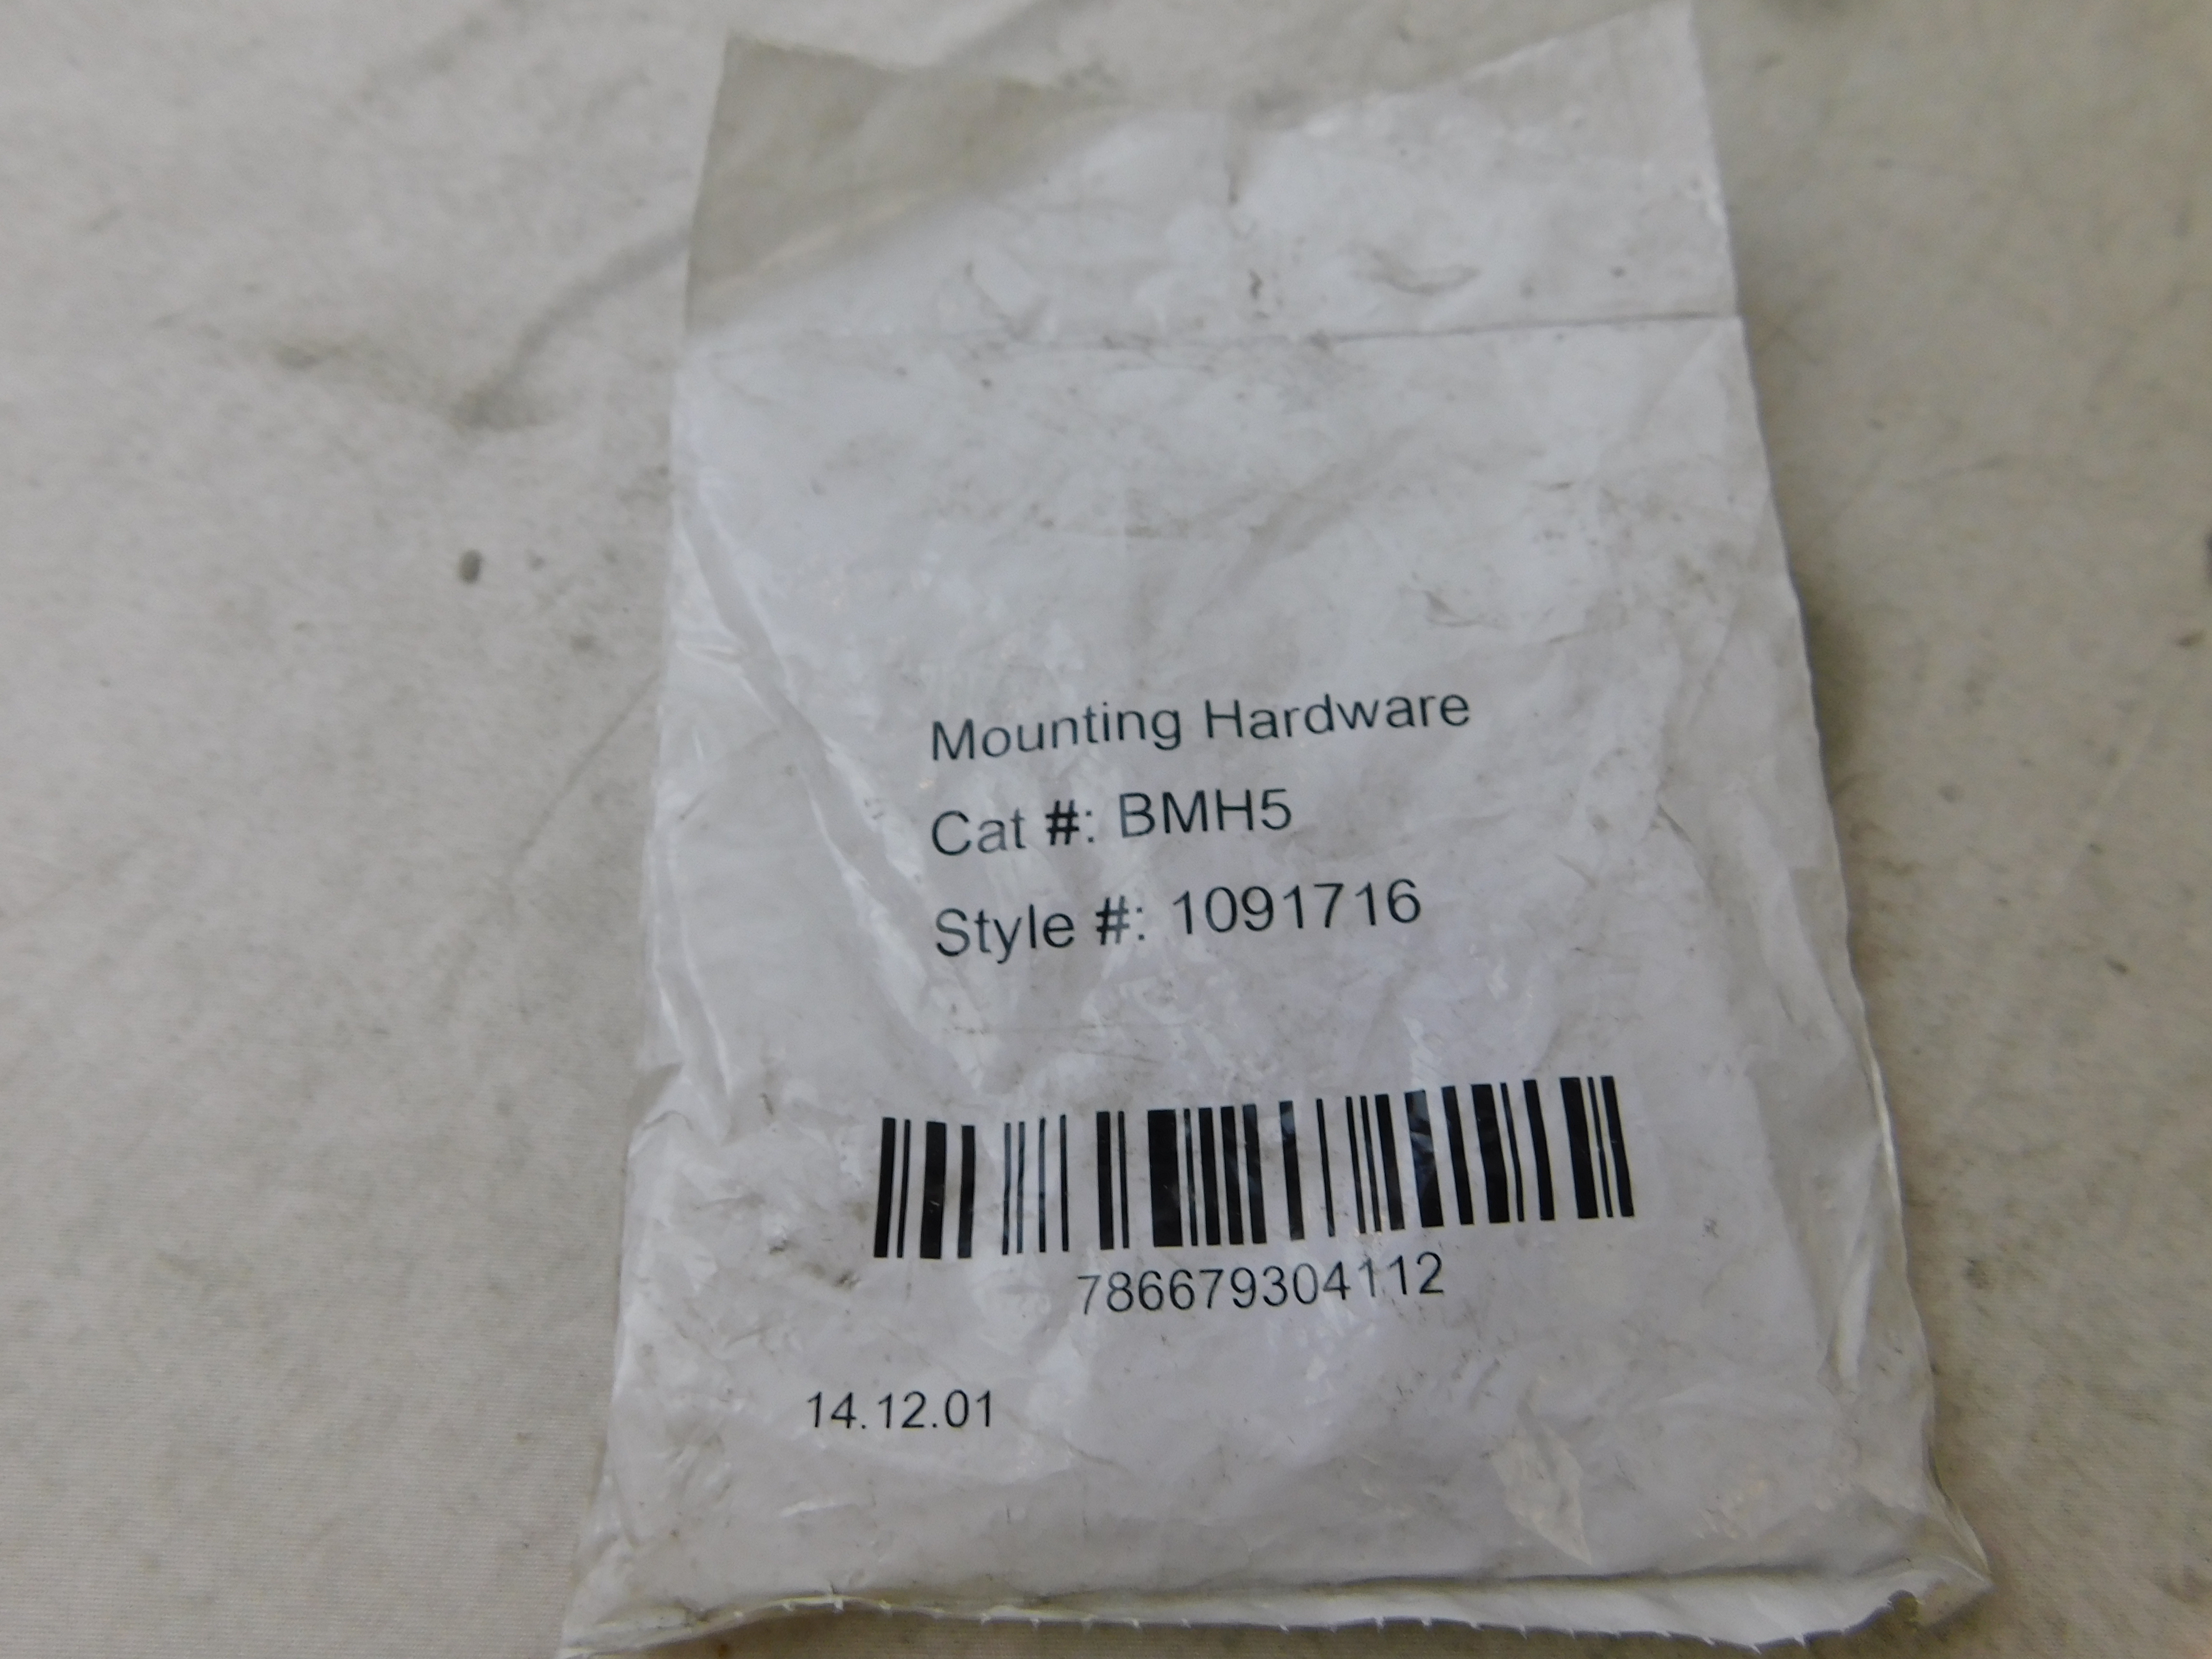 Mounting Hardware
Cat #: BMH5
Style #: 1091716
786679304112
14.12.01